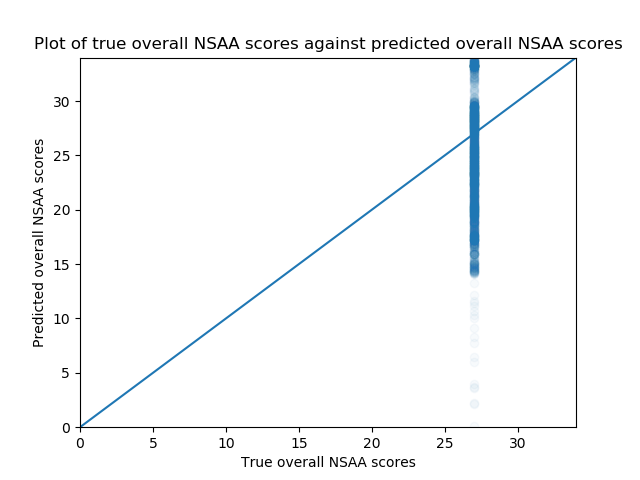 Plot of true overall NSAA scores against predicted overall NSAA scores
30
25
20
15
10
5
0
Predicted overall NSAA scores
0 5 10 15 20 25 30
True overall NSAA scores